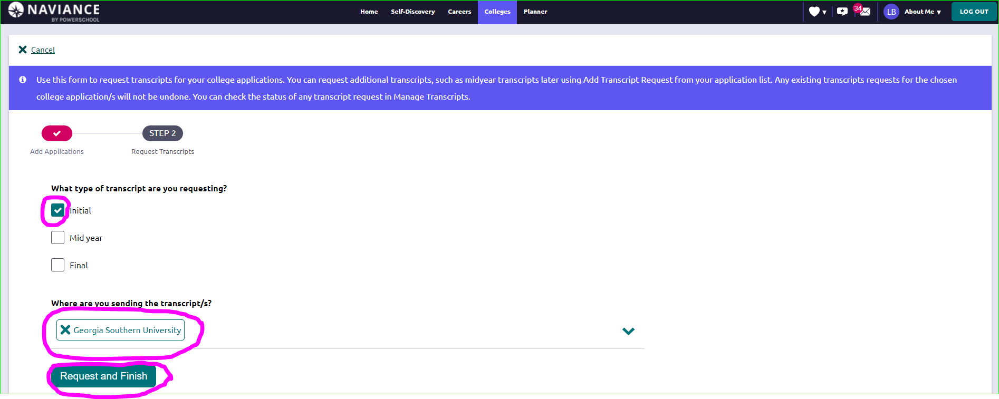 NAVIANCE
BY POWERSCHOOL
Home Self-Discovery Careers Colleges Planner
34
LB About Me LOG OUT
Cancel
Use this form to request transcripts for your college applications. You can request additional transcripts, such as midyear transcripts later using Add Transcript Request from your application list. Any existing transcripts requests for the chosen
college application/s will not be undone. You can check the status of any transcript request in Manage Transcripts.
STEP 2
Add Applications Request Transcripts
What type of transcript are you requesting?
Initial
Mid year
Final
Where are you sending the transcript/s?
Georgia Southern University
Request and Finish